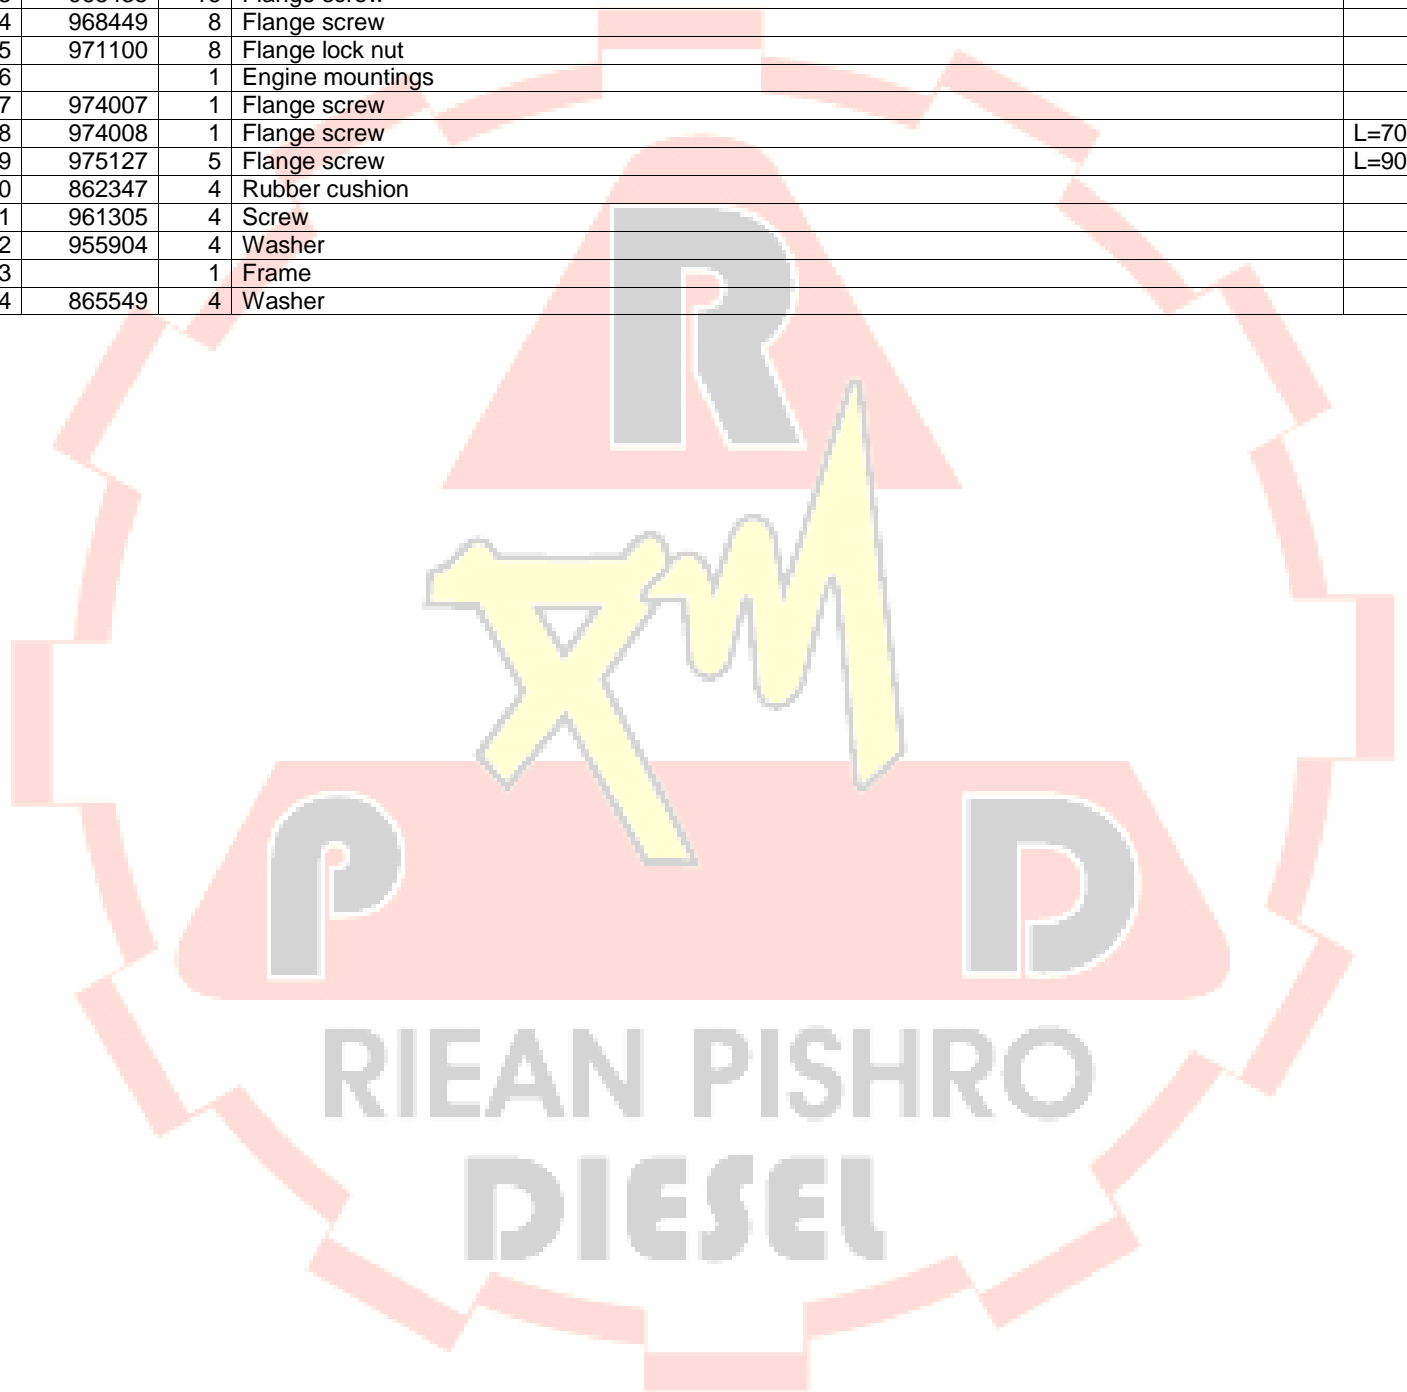 4 968449 8 Flange screw
5 971100 8 Flange lock nut
6 1 Engine mountings
7 974007 1 Flange screw
8 974008 1 Flange screw L=70
9 975127 5 Flange screw L=90
0 862347 4 Rubber cushion
1 961305 4 Screw
2 955904 4 Washer
3 1 Frame
4 865549 4 Washer
R
P D
RIEAN PISHRO
DIESEL